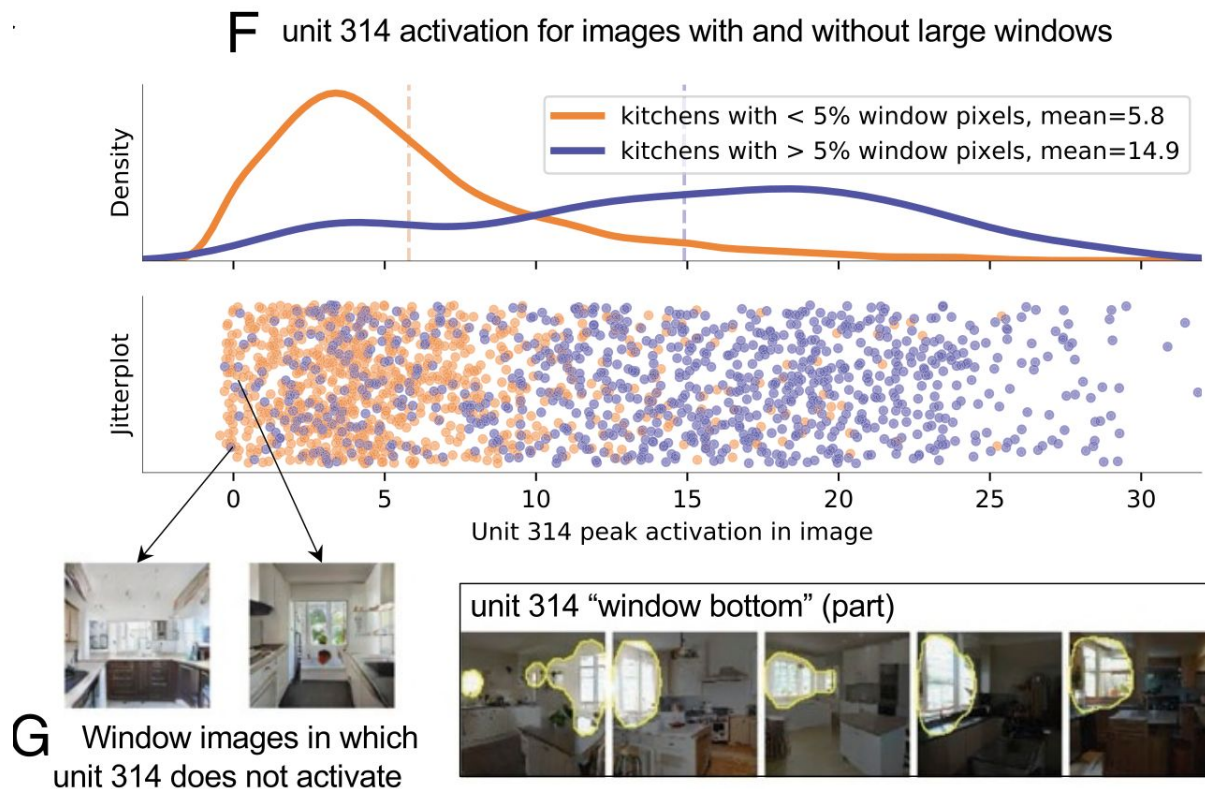 F unit 314 activation for images with and without large windows
Density
kitchens with < 5% window pixels, mean=5.8
kitchens with > 5% window pixels, mean=14.9
Jitterplot
0 5 10 15 20 25 30
Unit 314 peak activation in image
unit 314 “window bottom” (part)
G Window images in which
unit 314 does not activate